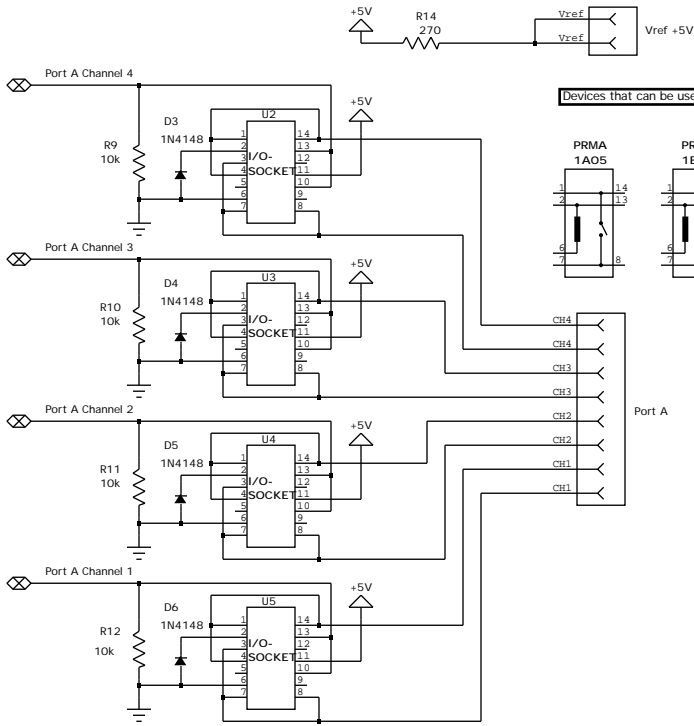 +5V
R14
270
Vref
Vref
Vref +5V
Port A Channel 4
+5V
Devices that can be use
D3
1N4148
U2
R9
10k
I/O-
SOCKET
1
2
3
4
5
6
7
14
13
12
11
10
9
8
PRMA
1A05
1
2
6
7
14
13
8
PR
1E
1
2
6
7
Port A Channel 3
+5V
D4
1N4148
U3
R10
10k
I/O-
SOCKET
1
2
3
4
5
6
7
14
13
12
11
10
9
8
CH4
CH4
CH3
CH3
CH2
CH2
CH1
CH1
Port A
Port A Channel 2
+5V
D5
1N4148
U4
R11
10k
I/O-
SOCKET
1
2
3
4
5
6
7
14
13
12
11
10
9
8
Port A Channel 1
+5V
D6
1N4148
U5
R12
10k
I/O-
SOCKET
1
2
3
4
5
6
7
14
13
12
11
10
9
8